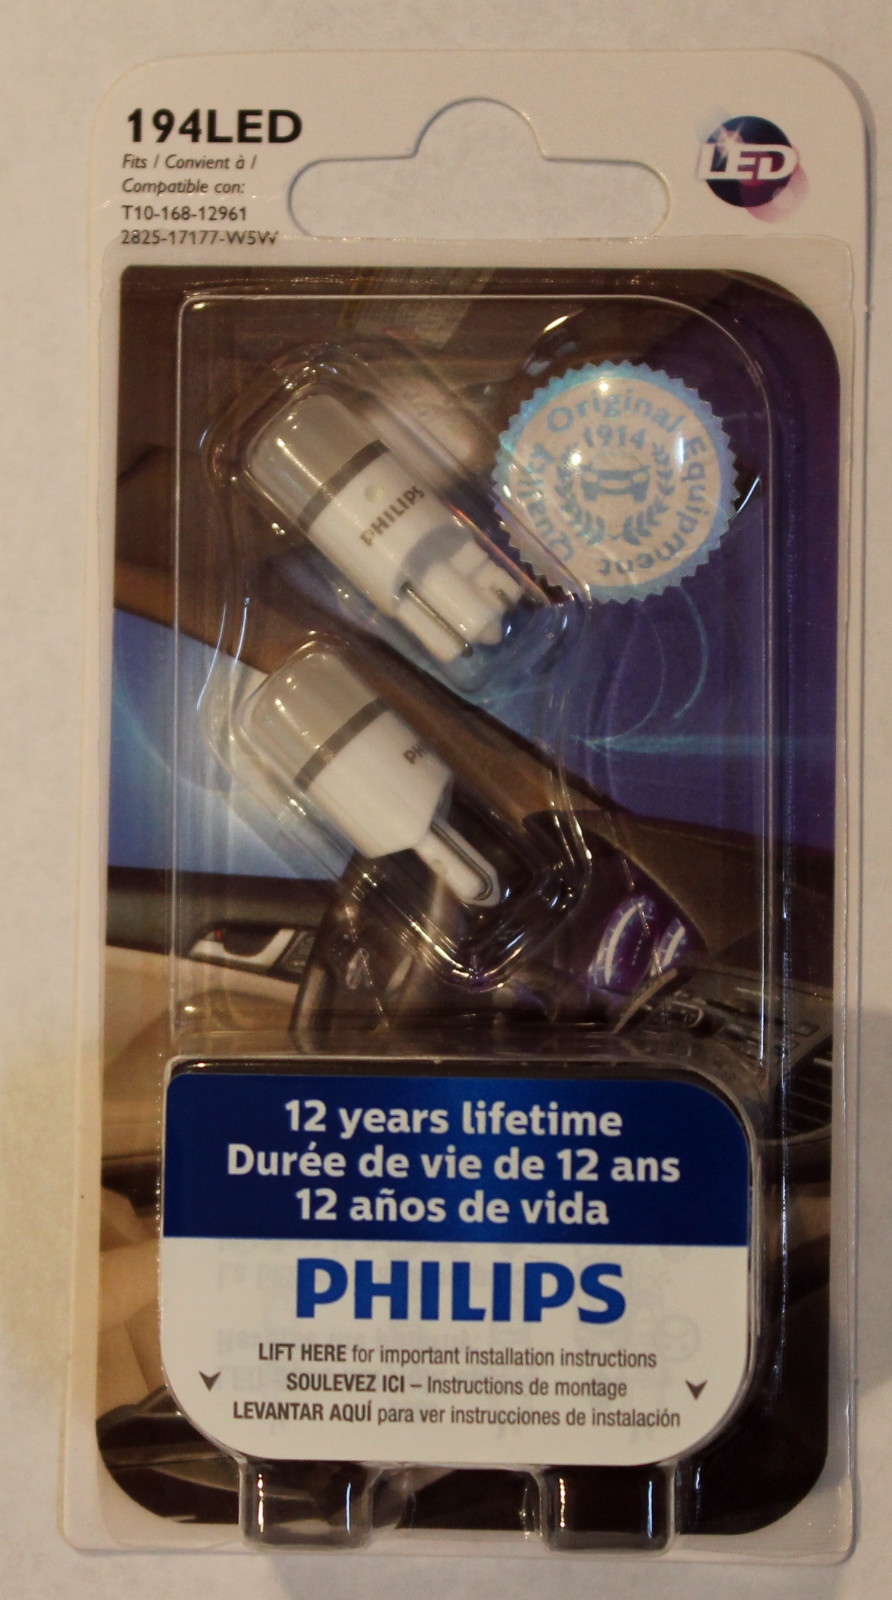 194LED
Fits / Convient à /
Compatible con:
T10-168-12961
2825-17177-W5W
LED
Quality Original Equipment
1914
PHILIPS
PH
12 years lifetime
Durée de vie de 12 ans
12 años de vida
PHILIPS
LIFT HERE for important installation instructions
SOULEVEZ ICI – Instructions de montage
LEVANTAR AQUÍ para ver instrucciones de instalación